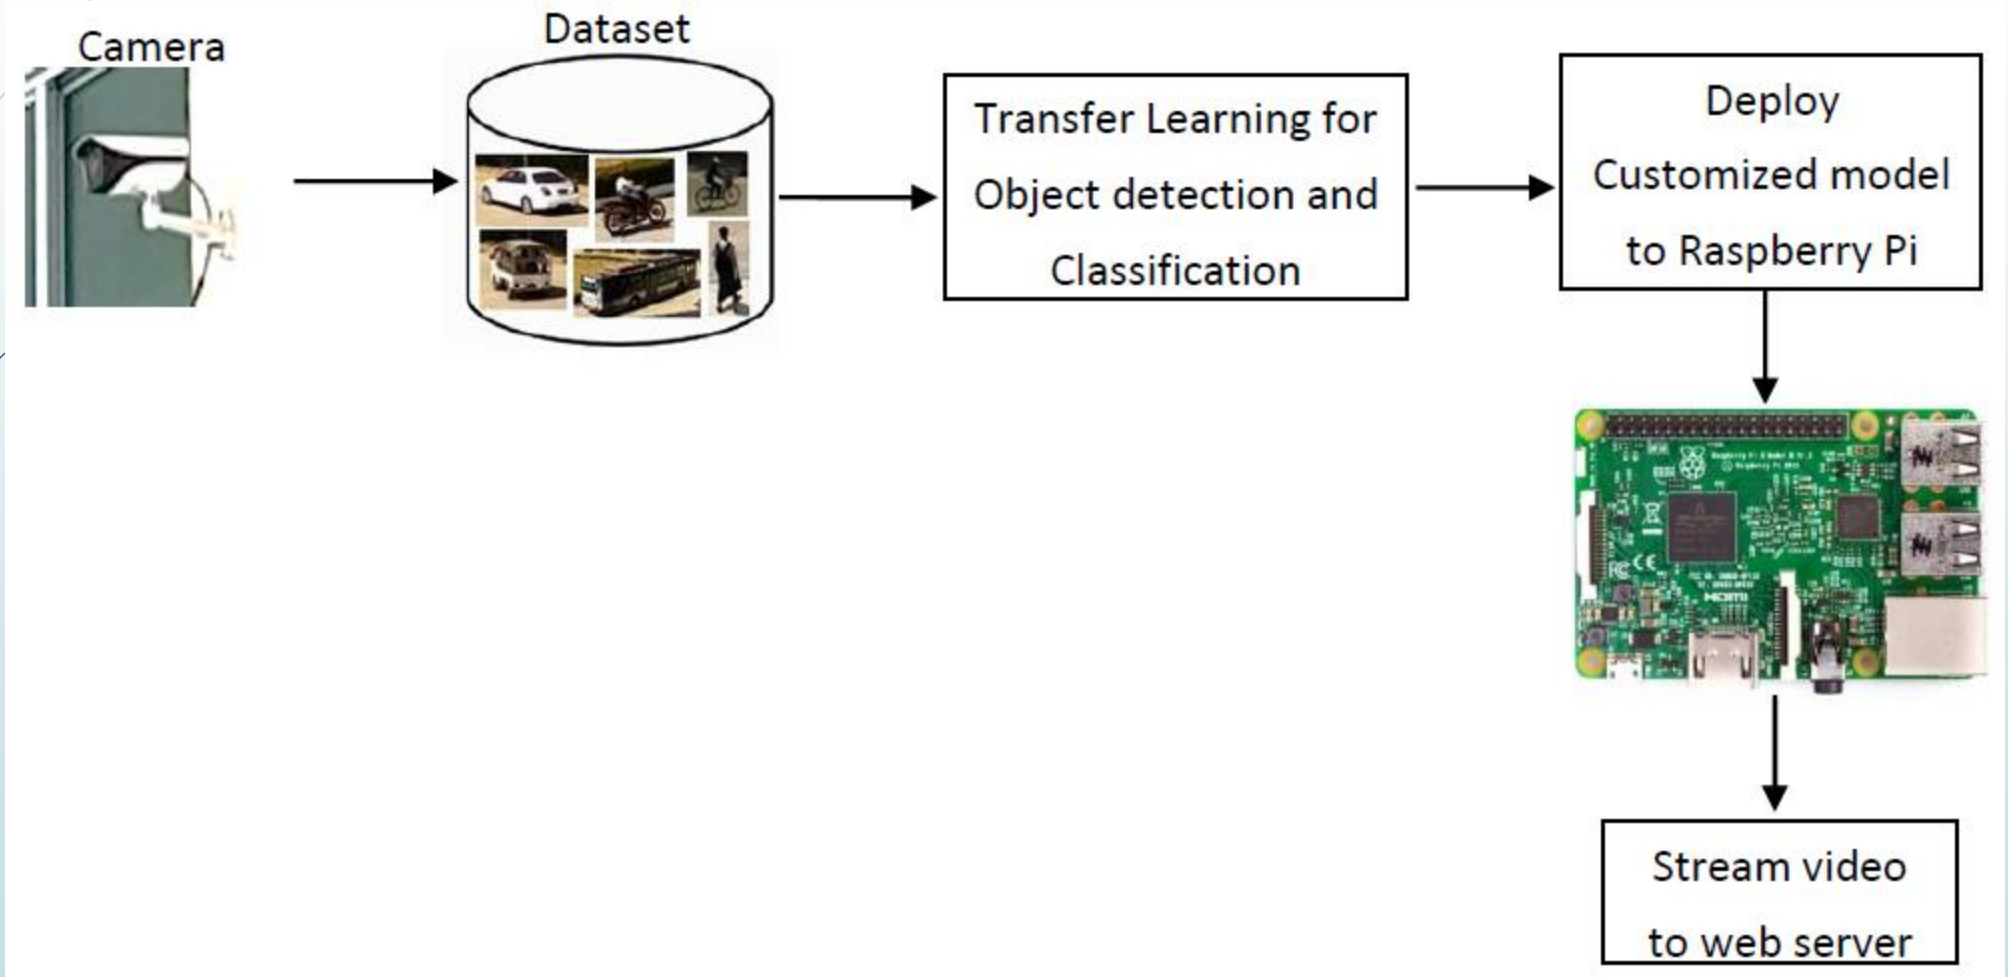 Camera
Dataset
Transfer Learning for
Object detection and
Classification
Deploy
Customized model
to Raspberry Pi
HDMI
Stream video
to web server